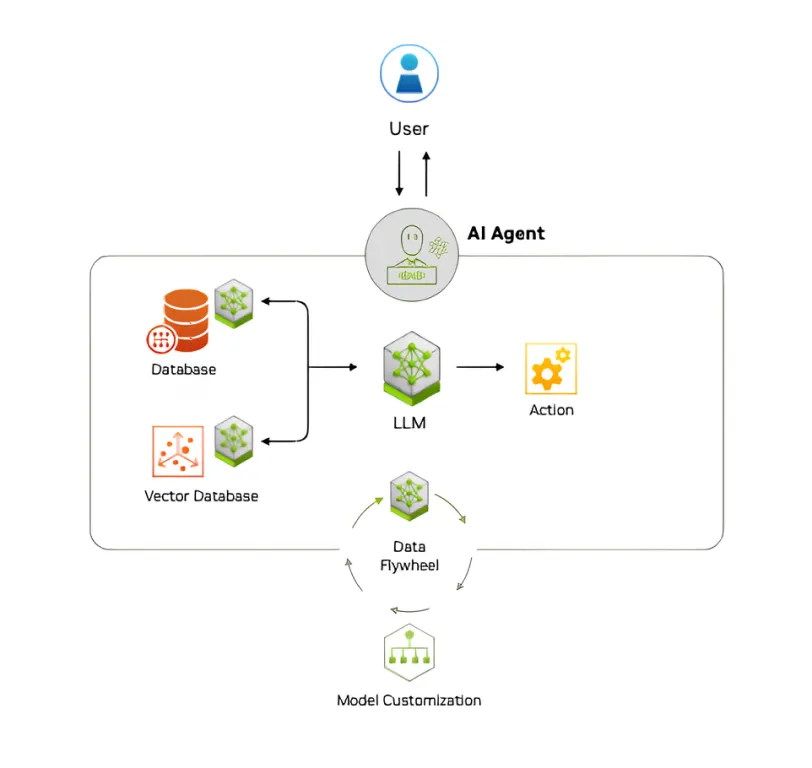 User
AI Agent
Database
LLM
Action
Vector Database
Data
Flywheel
Model Customization